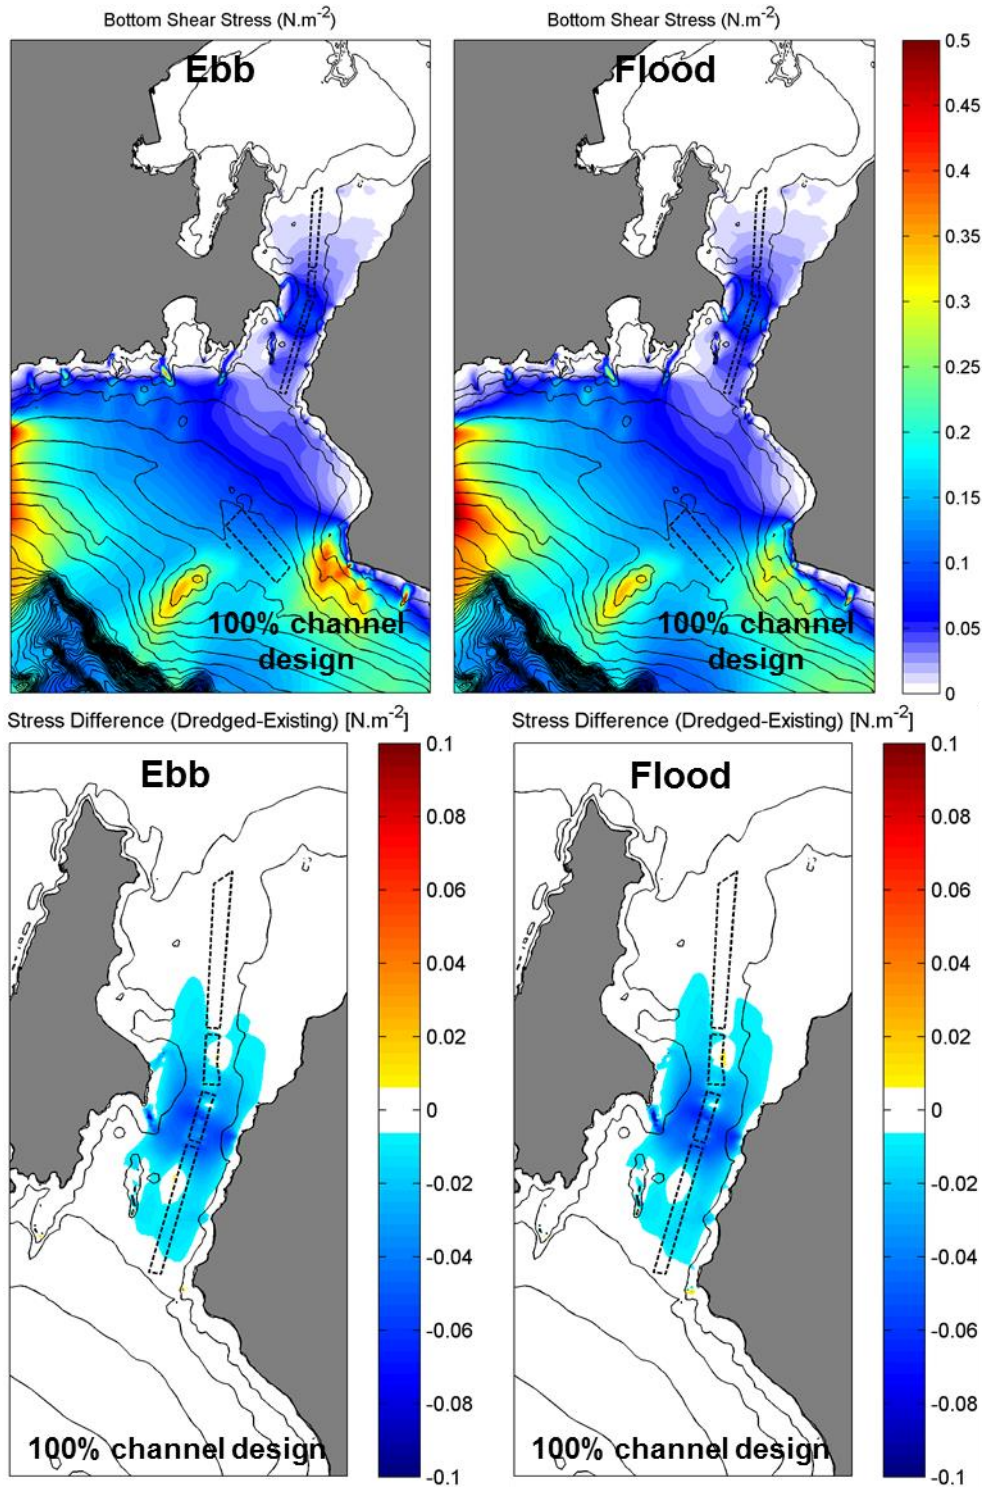 Bottom Shear Stress (N.m⁻²)
Bottom Shear Stress (N.m⁻²)
Ebb
Flood
0.5
0.45
0.4
0.35
0.3
0.25
0.2
0.15
0.1
0.05
0
100% channel
design
100% channel
design
Stress Difference (Dredged-Existing) [N.m⁻²]
Stress Difference (Dredged-Existing) [N.m⁻²]
Ebb
0.1
0.08
0.06
0.04
0.02
0
-0.02
-0.04
-0.06
-0.08
-0.1
100% channel design
Flood
0.1
0.08
0.06
0.04
0.02
0
-0.02
-0.04
-0.06
-0.08
-0.1
100% channel design